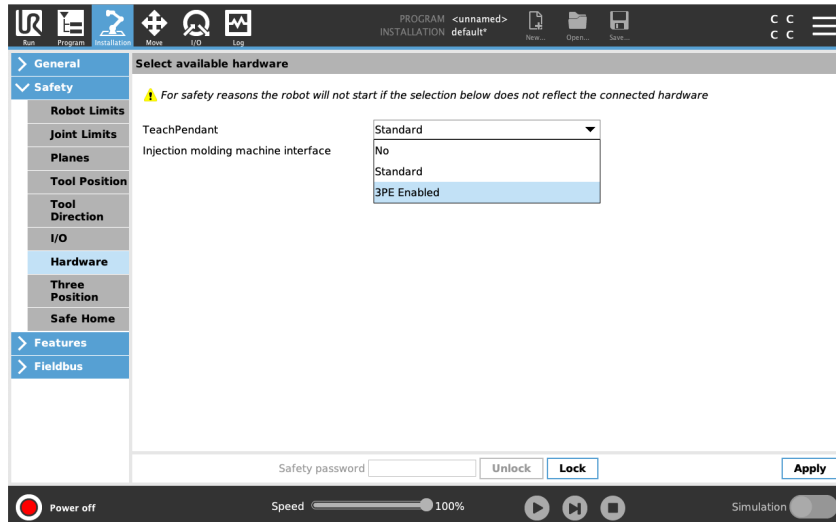 UR
PROGRAM <unnamed>
INSTALLATION default*
C C
C C
Run
Program
Installation
Move
I/O
Log
New...
Open...
Save...
General
Safety
Robot Limits
Joint Limits
Planes
Tool Position
Tool
Direction
I/O
Hardware
Three
Position
Safe Home
Features
Fieldbus
Select available hardware
For safety reasons the robot will not start if the selection below does not reflect the connected hardware
TeachPendant
Standard
Injection molding machine interface
No
Standard
3PE Enabled
Safety password
Unlock
Lock
Apply
Power off
Speed
100%
Simulation